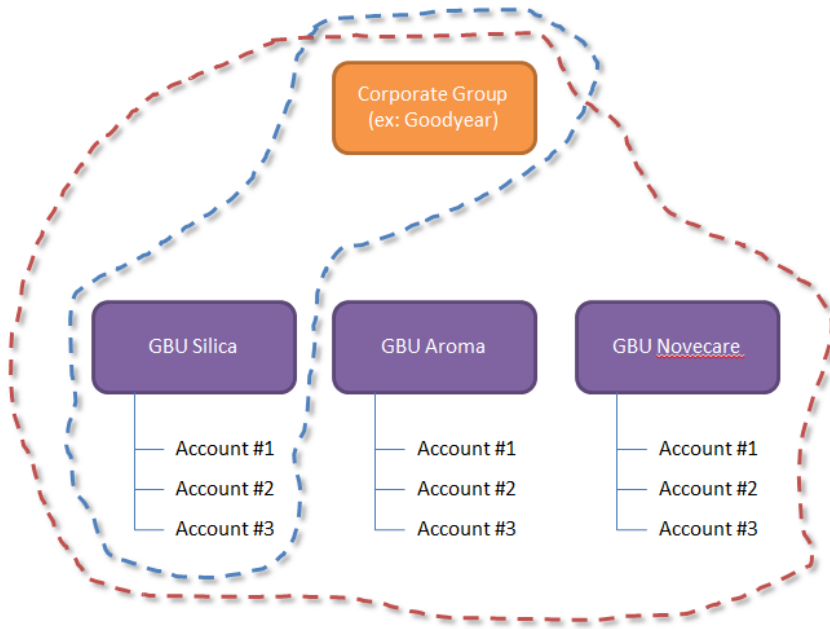 Corporate Group
(ex: Goodyear)
GBU Silica
GBU Aroma
GBU Novecare
Account #1
Account #2
Account #3
Account #1
Account #2
Account #3
Account #1
Account #2
Account #3